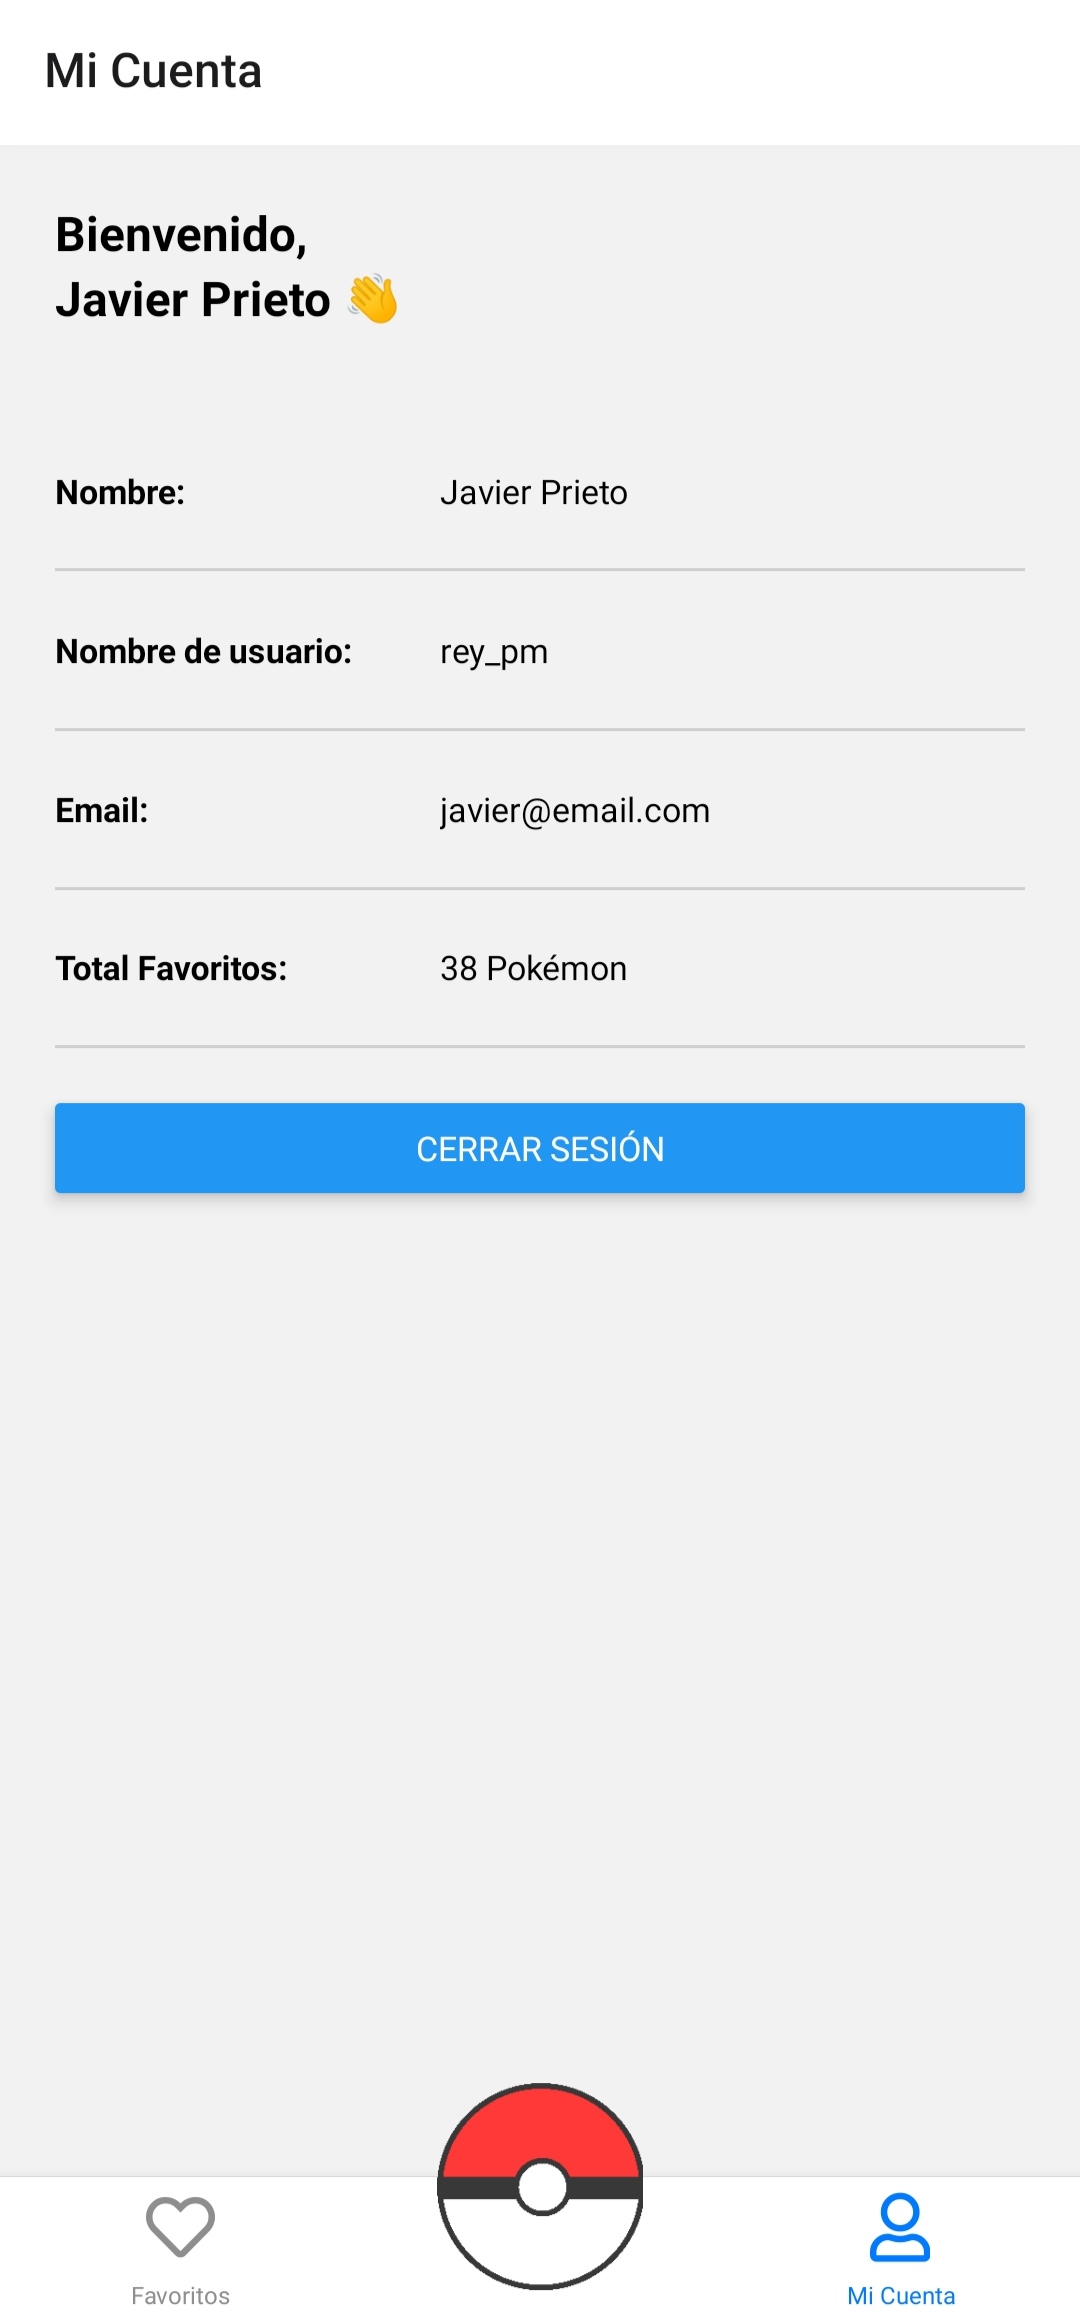 Mi Cuenta
Bienvenido,
Javier Prieto 👋
Nombre: Javier Prieto
Nombre de usuario: rey_pm
Email: javier@email.com
Total Favoritos: 38 Pokémon
CERRAR SESIÓN
Favoritos Mi Cuenta